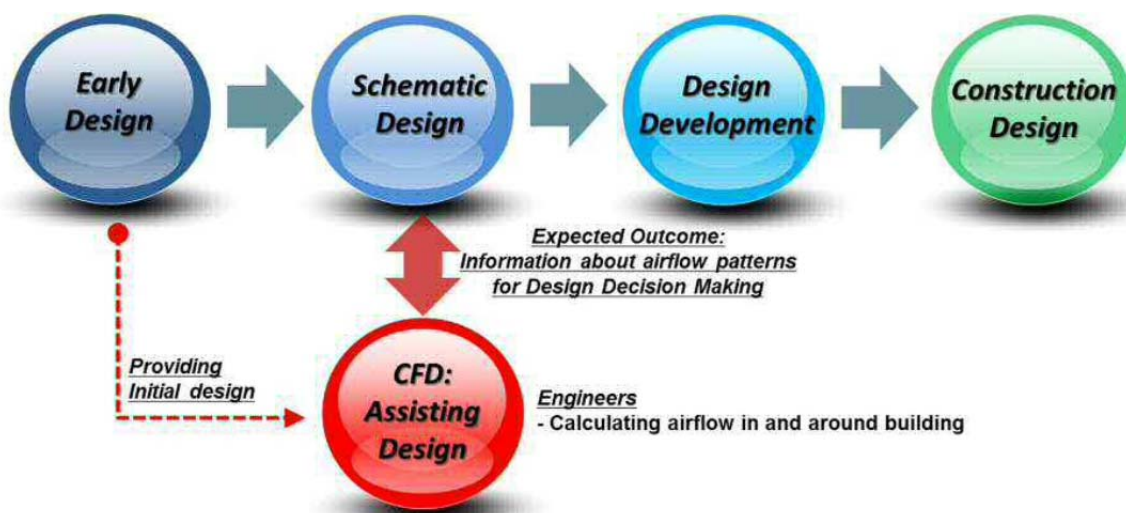 Early
Design
Schematic
Design
Design
Development
Construction
Design
Expected Outcome:
Information about airflow patterns
for Design Decision Making
Providing
Initial design
CFD:
Assisting
Design
Engineers
- Calculating airflow in and around building